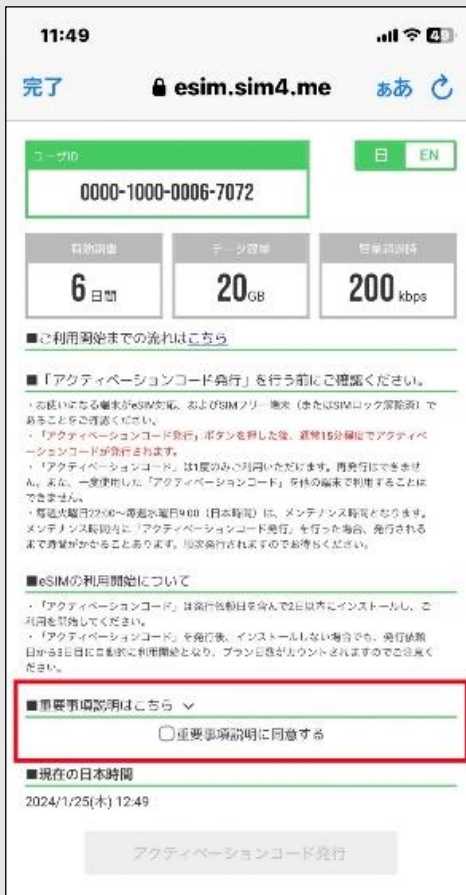 11:49
完了 esim.sim4.me ああ
ユーザID
日 EN
0000-1000-0006-7072
有効期間 データ容量 容量超過時
6日間 20GB 200 kbps
■ご利用開始までの流れはこちら
■「アクティベーションコード発行」を行う前にご確認ください。
・お使いになる端末がeSIM対応、およびSIMフリー端末（またはSIMロック解除済）で
あることをご確認ください。
・「アクティベーションコード発行」ボタンを押した後、通常15分程度でアクティベ
ーションコードが発行されます。
・「アクティベーションコード」は1度のみご利用いただけます。再発行はできませ
ん。また、一度使用した「アクティベーションコード」を他の端末で利用することは
できません。
・毎週火曜日22:00～毎週水曜日9:00（日本時間）は、メンテナンス時間となります。
メンテナンス時間内に「アクティベーションコード発行」を行った場合、発行される
まで時間がかかることあります。順次発行されますのでお待ちください。
■eSIMの利用開始について
・「アクティベーションコード」は発行依頼日を含んで2日以内にインストールし、ご
利用を開始してください。
・「アクティベーションコード」を発行後、インストールしない場合でも、発行依頼
日から3日目に自動的に利用開始となり、プラン日数がカウントされますのでご注意く
ださい。
■重要事項説明はこちら
重要事項説明に同意する
■現在の日本時間
2024/1/25(木) 12:49
アクティベーションコード発行